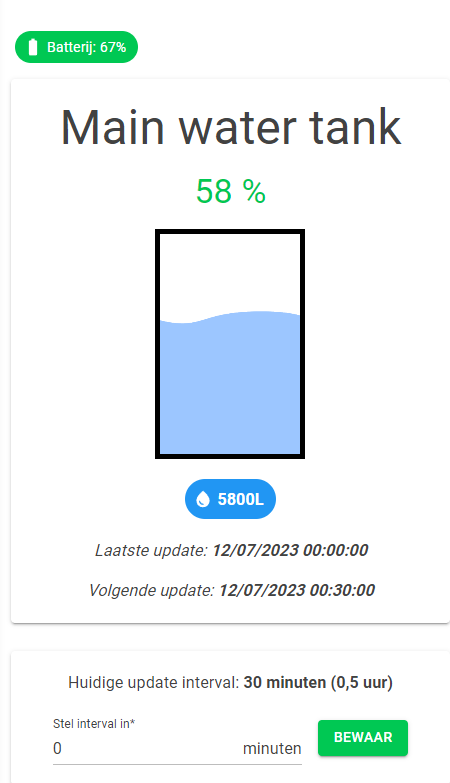 Batterij: 67%
Main water tank
58 %
5800L
Laatste update: 12/07/2023 00:00:00
Volgende update: 12/07/2023 00:30:00
Huidige update interval: 30 minuten (0,5 uur)
Stel interval in*
0 minuten
BEWAAR